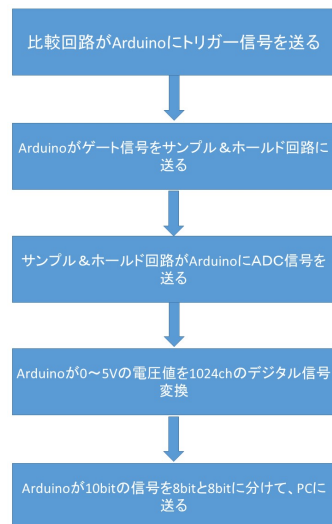 比較回路がArduinoにトリガー信号を送る
Arduinoがゲート信号をサンプル＆ホールド回路に
送る
サンプル＆ホールド回路がArduinoにＡＤＣ信号を
送る
Arduinoが0～5Vの電圧値を1024chのデジタル信号
変換
Arduinoが10bitの信号を8bitと8bitに分けて、PCに
送る